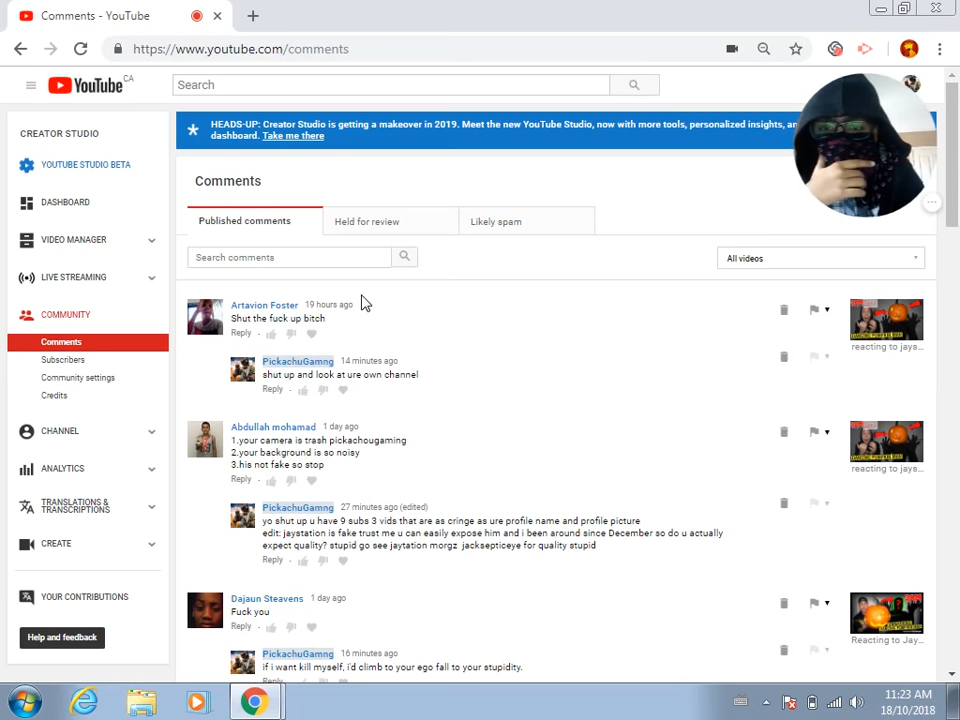 Comments - YouTube
https://www.youtube.com/comments
YouTube CA
Search
CREATOR STUDIO
YOUTUBE STUDIO BETA
DASHBOARD
VIDEO MANAGER
LIVE STREAMING
COMMUNITY
Comments
Subscribers
Community settings
Credits
CHANNEL
ANALYTICS
TRANSLATIONS &
TRANSCRIPTIONS
CREATE
YOUR CONTRIBUTIONS
Help and feedback
HEADS-UP: Creator Studio is getting a makeover in 2019. Meet the new YouTube Studio, now with more tools, personalized insights, an
dashboard. Take me there
Comments
Published comments
Held for review
Likely spam
Search comments
All videos
Artavion Foster 19 hours ago
Shut the fuck up bitch
Reply
reacting to jays...
PickachuGamng 14 minutes ago
shut up and look at ure own channel
Reply
Abdullah mohamad 1 day ago
1.your camera is trash pickachougaming
2.your background is so noisy
3.his not fake so stop
Reply
reacting to jays...
PickachuGamng 27 minutes ago (edited)
yo shut up u have 9 subs 3 vids that are as cringe as ure profile name and profile picture
edit: jaystation is fake trust me u can easily expose him and i been around since December so do u actually
expect quality? stupid go see jaytation morgz jacksepticeye for quality stupid
Reply
Dajaun Steavens 1 day ago
Fuck you
Reply
Reacting to Jay...
PickachuGamng 16 minutes ago
if i want kill myself, i'd climb to your ego fall to your stupidity.
11:23 AM
18/10/2018